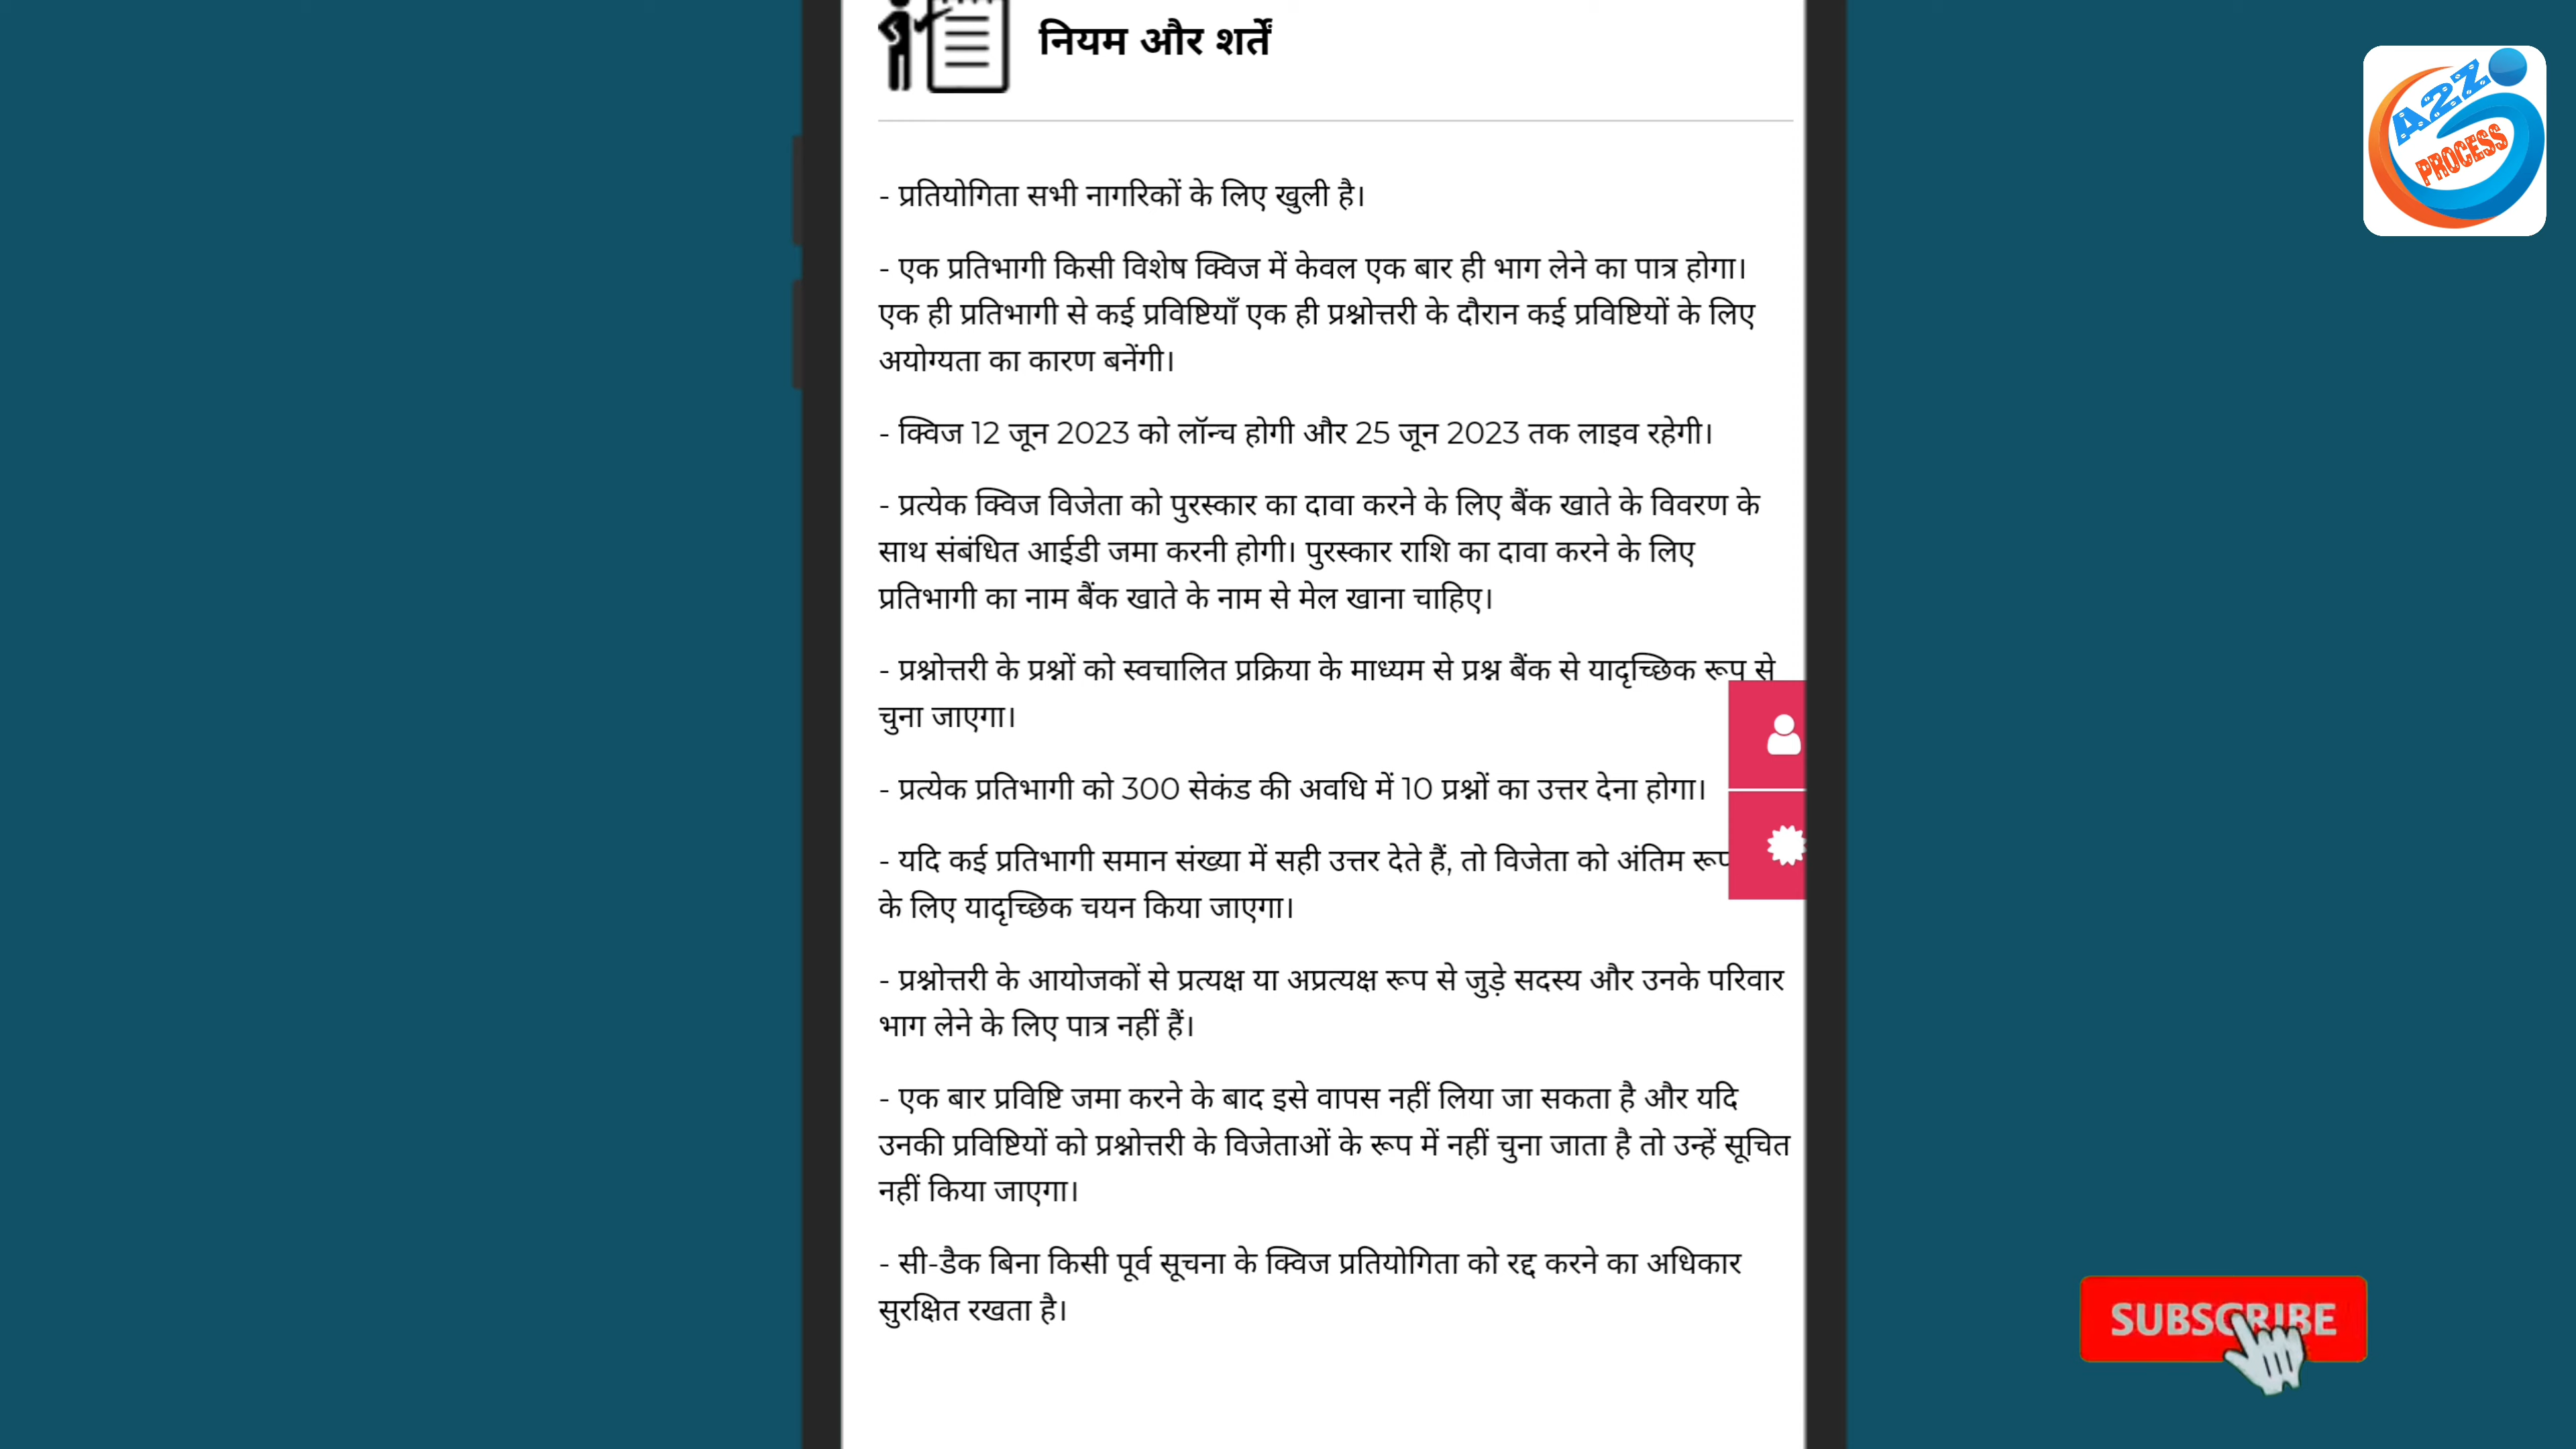 नियम और शर्तें
- प्रतियोगिता सभी नागरिकों के लिए खुली है।
- एक प्रतिभागी किसी विशेष क्विज में केवल एक बार ही भाग लेने का पात्र होगा।
एक ही प्रतिभागी से कई प्रविष्टियाँ एक ही प्रश्नोत्तरी के दौरान कई प्रविष्टियों के लिए
अयोग्यता का कारण बनेंगी।
- क्विज 12 जून 2023 को लॉन्च होगी और 25 जून 2023 तक लाइव रहेगी।
- प्रत्येक क्विज विजेता को पुरस्कार का दावा करने के लिए बैंक खाते के विवरण के
साथ संबंधित आईडी जमा करनी होगी। पुरस्कार राशि का दावा करने के लिए
प्रतिभागी का नाम बैंक खाते के नाम से मेल खाना चाहिए।
- प्रश्नोत्तरी के प्रश्नों को स्वचालित प्रक्रिया के माध्यम से प्रश्न बैंक से यादृच्छिक रूप से
चुना जाएगा।
- प्रत्येक प्रतिभागी को 300 सेकंड की अवधि में 10 प्रश्नों का उत्तर देना होगा।
- यदि कई प्रतिभागी समान संख्या में सही उत्तर देते हैं, तो विजेता को अंतिम रूप
के लिए यादृच्छिक चयन किया जाएगा।
- प्रश्नोत्तरी के आयोजकों से प्रत्यक्ष या अप्रत्यक्ष रूप से जुड़े सदस्य और उनके परिवार
भाग लेने के लिए पात्र नहीं हैं।
- एक बार प्रविष्टि जमा करने के बाद इसे वापस नहीं लिया जा सकता है और यदि
उनकी प्रविष्टियों को प्रश्नोत्तरी के विजेताओं के रूप में नहीं चुना जाता है तो उन्हें सूचित
नहीं किया जाएगा।
- सी-डैक बिना किसी पूर्व सूचना के क्विज प्रतियोगिता को रद्द करने का अधिकार
सुरक्षित रखता है।
A2Z
PROCESS
SUBSCRIBE